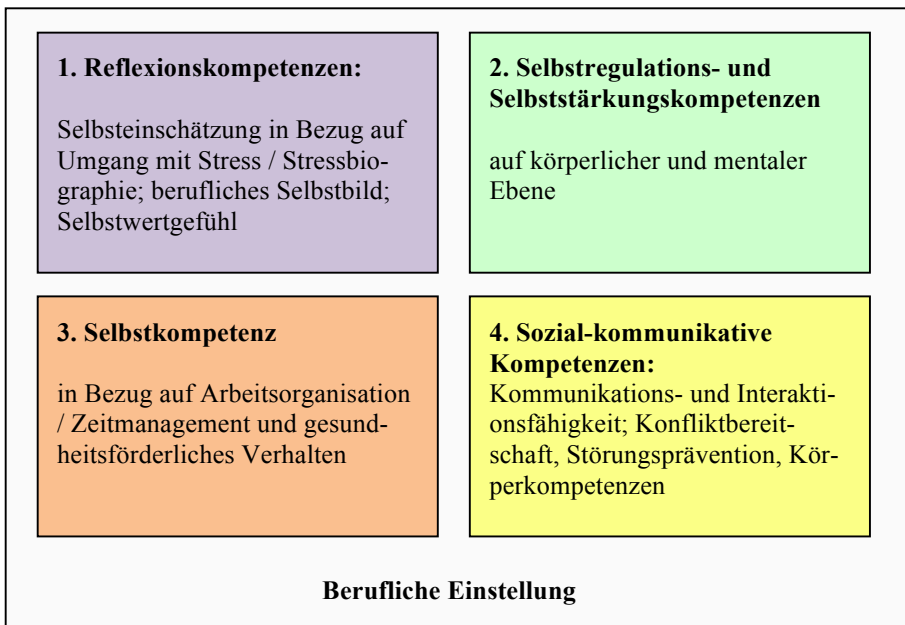 1. Reflexionskompetenzen:
Selbsteinschätzung in Bezug auf
Umgang mit Stress / Stressbio-
graphie; berufliches Selbstbild;
Selbstwertgefühl
2. Selbstregulations- und
Selbststärkungskompetenzen
auf körperlicher und mentaler
Ebene
3. Selbstkompetenz
in Bezug auf Arbeitsorganisation
/ Zeitmanagement und gesund-
heitsförderliches Verhalten
4. Sozial-kommunikative
Kompetenzen:
Kommunikations- und Interakti-
onsfähigkeit; Konfliktbereit-
schaft, Störungsprävention, Kör-
perkompetenzen
Berufliche Einstellung